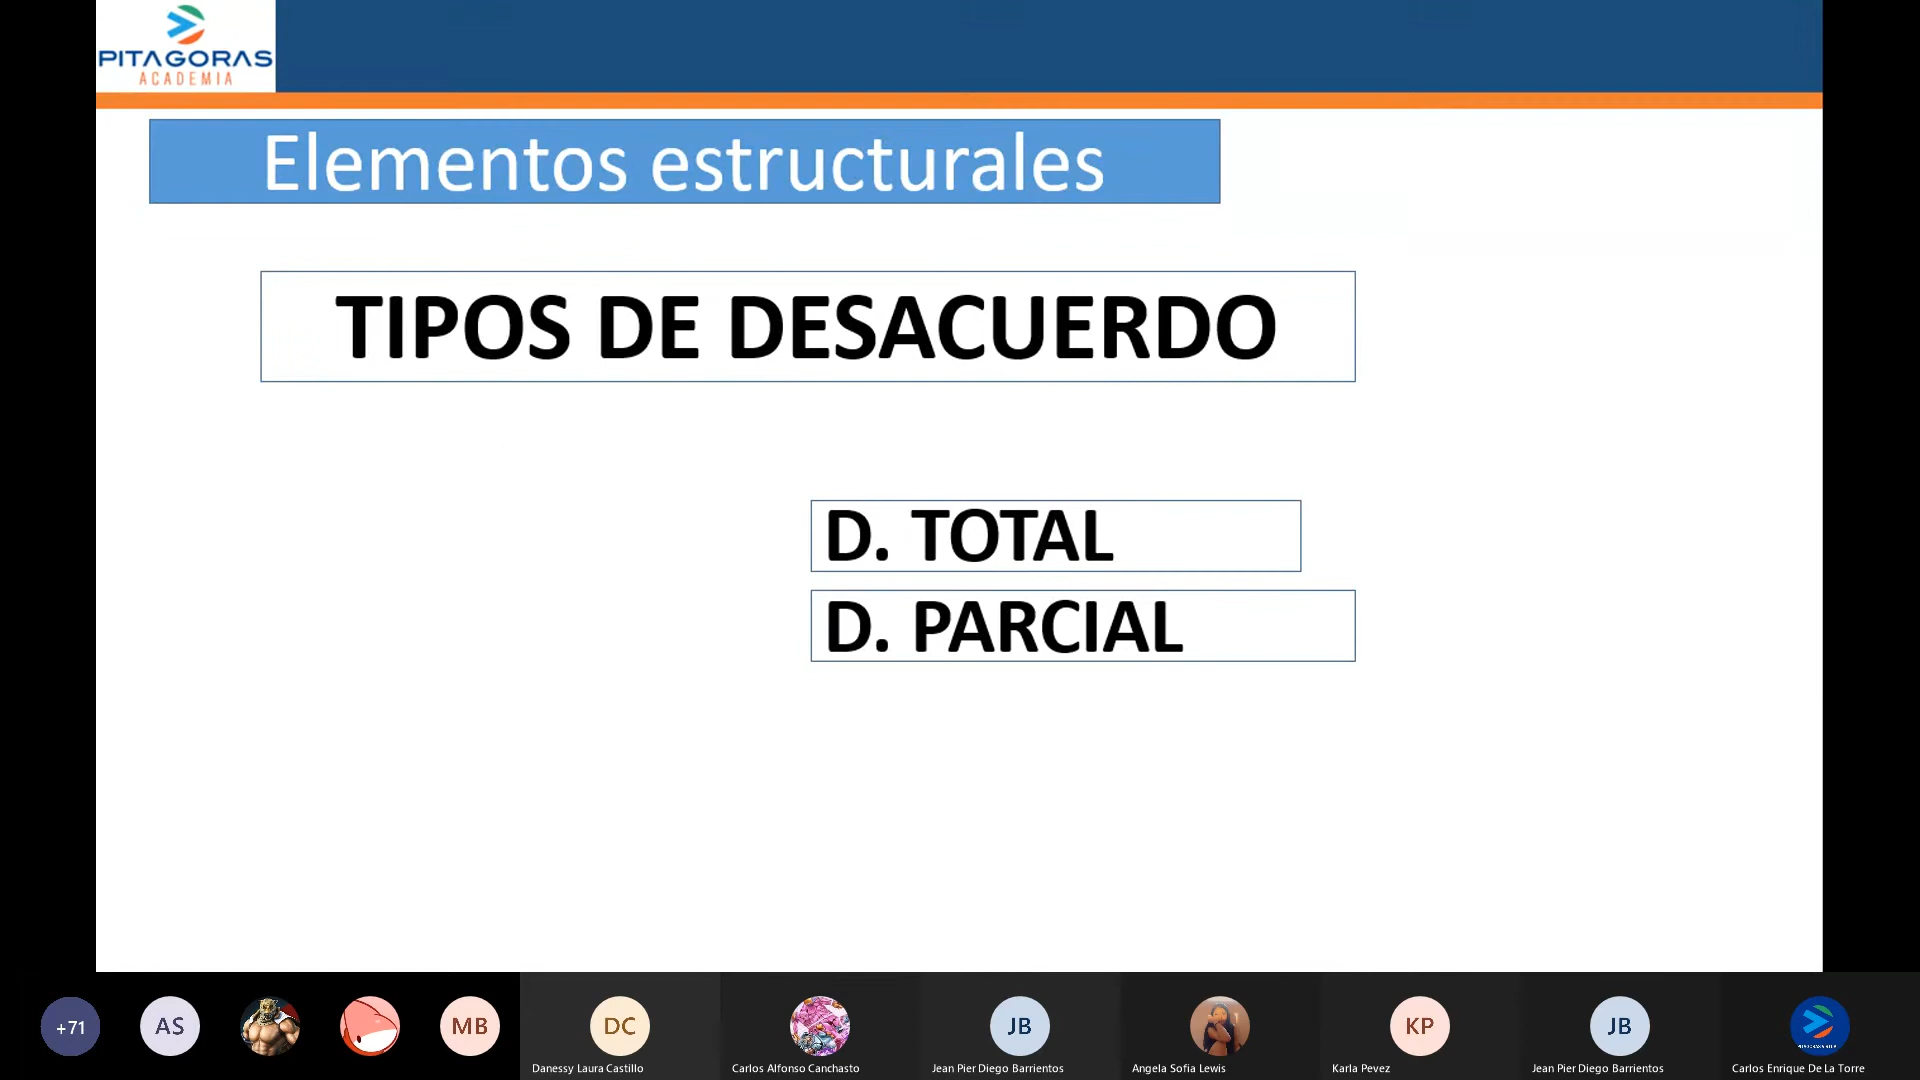 PITAGORAS
ACADEMIA
Elementos estructurales
TIPOS DE DESACUERDO
D. TOTAL
D. PARCIAL
+71
AS
MB
DC
JB
KP
JB
Danessy Laura Castillo
Carlos Alfonso Canchasto
Jean Pier Diego Barrientos
Angela Sofia Lewis
Karla Pevez
Jean Pier Diego Barrientos
Carlos Enrique De La Torre